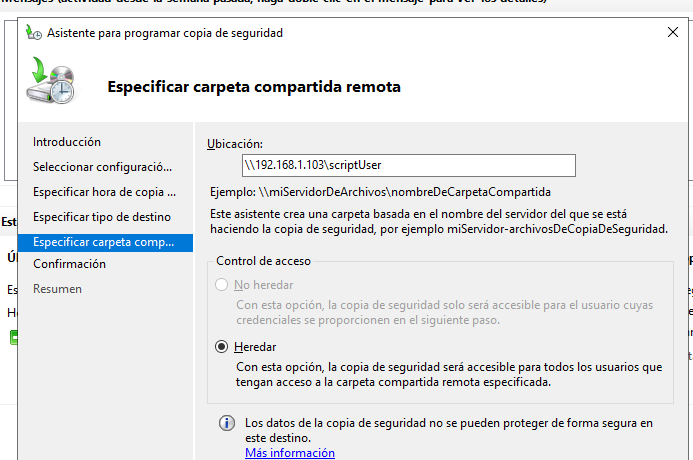 Mensajes (actividad desde la semana pasada, haga doble clic en el mensaje para ver los detalles)
Asistente para programar copia de seguridad
Especificar carpeta compartida remota
Introducción
Seleccionar configuració...
Especificar hora de copia ...
Especificar tipo de destino
Especificar carpeta comp...
Confirmación
Resumen
Ubicación:
\\192.168.1.103\scriptUser
Ejemplo: \\miServidorDeArchivos\nombreDeCarpetaCompartida
Este asistente crea una carpeta basada en el nombre del servidor del que se está
haciendo la copia de seguridad, por ejemplo miServidor-archivosDeCopiaDeSeguridad.
Control de acceso
No heredar
Con esta opción, la copia de seguridad solo será accesible para el usuario cuyas
credenciales se proporcionen en el siguiente paso.
Heredar
Con esta opción, la copia de seguridad será accesible para todos los usuarios que
tengan acceso a la carpeta compartida remota especificada.
Los datos de la copia de seguridad no se pueden proteger de forma segura en
este destino.
Más información